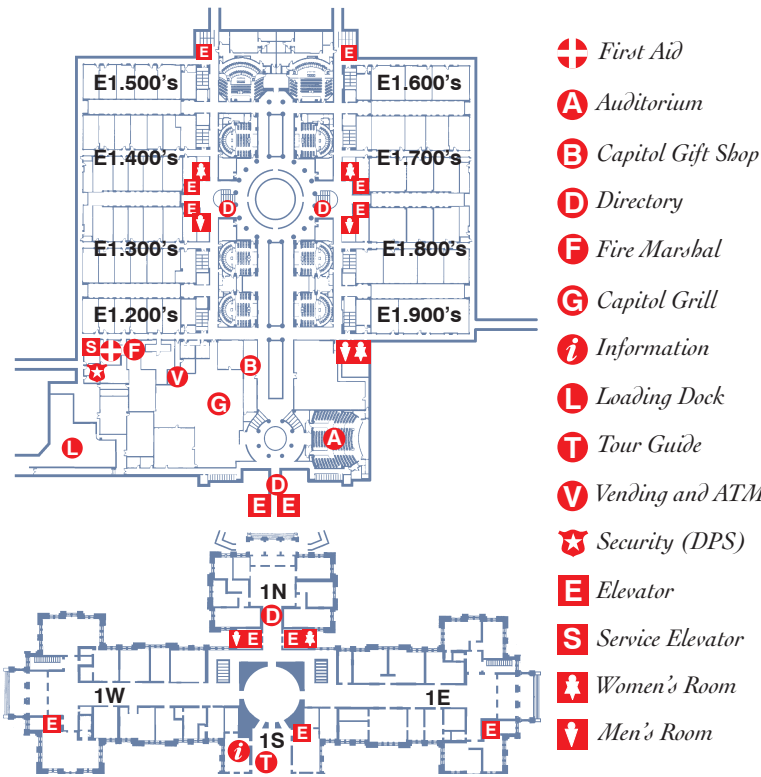 E E
E1.500's E1.600's
E1.400's E1.700's
E E
D D
E E
E1.300's E1.800's
E1.200's E1.900's
S F
V B
G
A
L
D
E E
1N
D
E E
1W 1E
E E E
1S
i T
First Aid
A Auditorium
B Capitol Gift Shop
D Directory
F Fire Marshal
G Capitol Grill
i Information
L Loading Dock
T Tour Guide
V Vending and ATM
Security (DPS)
E Elevator
S Service Elevator
Women's Room
Men's Room